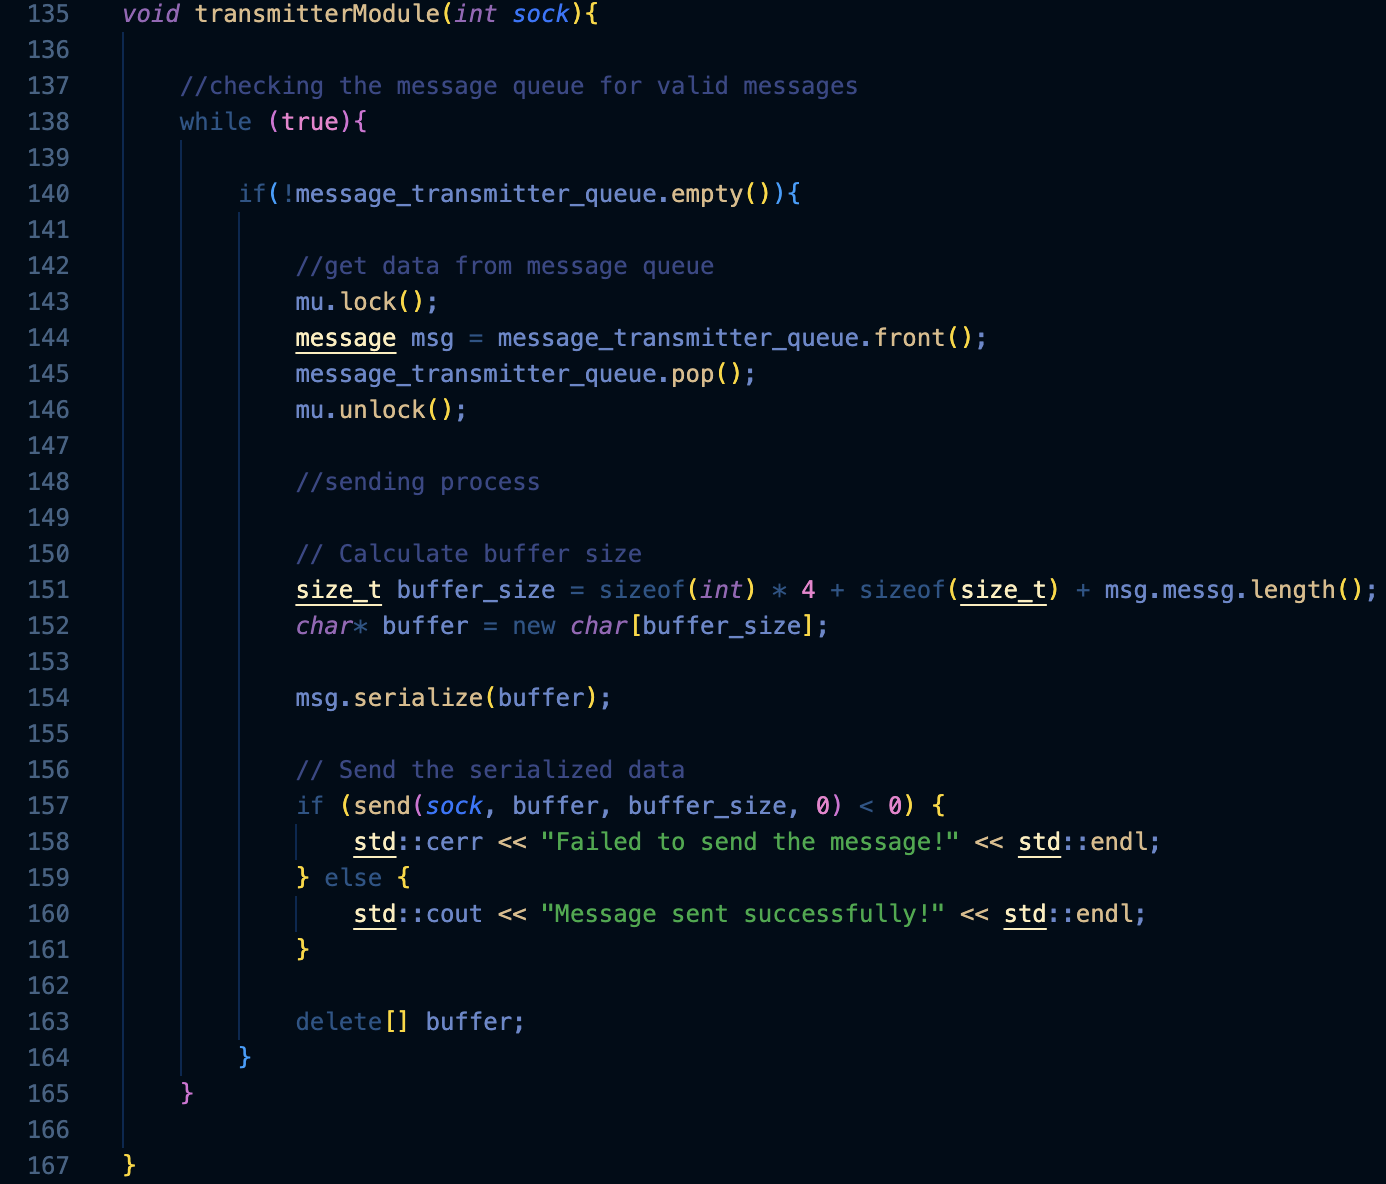 135 void transmitterModule(int sock){
136
137 //checking the message queue for valid messages
138 while (true){
139
140 if(!message_transmitter_queue.empty()){
141
142 //get data from message queue
143 mu.lock();
144 message msg = message_transmitter_queue.front();
145 message_transmitter_queue.pop();
146 mu.unlock();
147
148 //sending process
149
150 // Calculate buffer size
151 size_t buffer_size = sizeof(int) * 4 + sizeof(size_t) + msg.messg.length();
152 char* buffer = new char[buffer_size];
153
154 msg.serialize(buffer);
155
156 // Send the serialized data
157 if (send(sock, buffer, buffer_size, 0) < 0) {
158 std::cerr << "Failed to send the message!" << std::endl;
159 } else {
160 std::cout << "Message sent successfully!" << std::endl;
161 }
162
163 delete[] buffer;
164 }
165 }
166
167 }